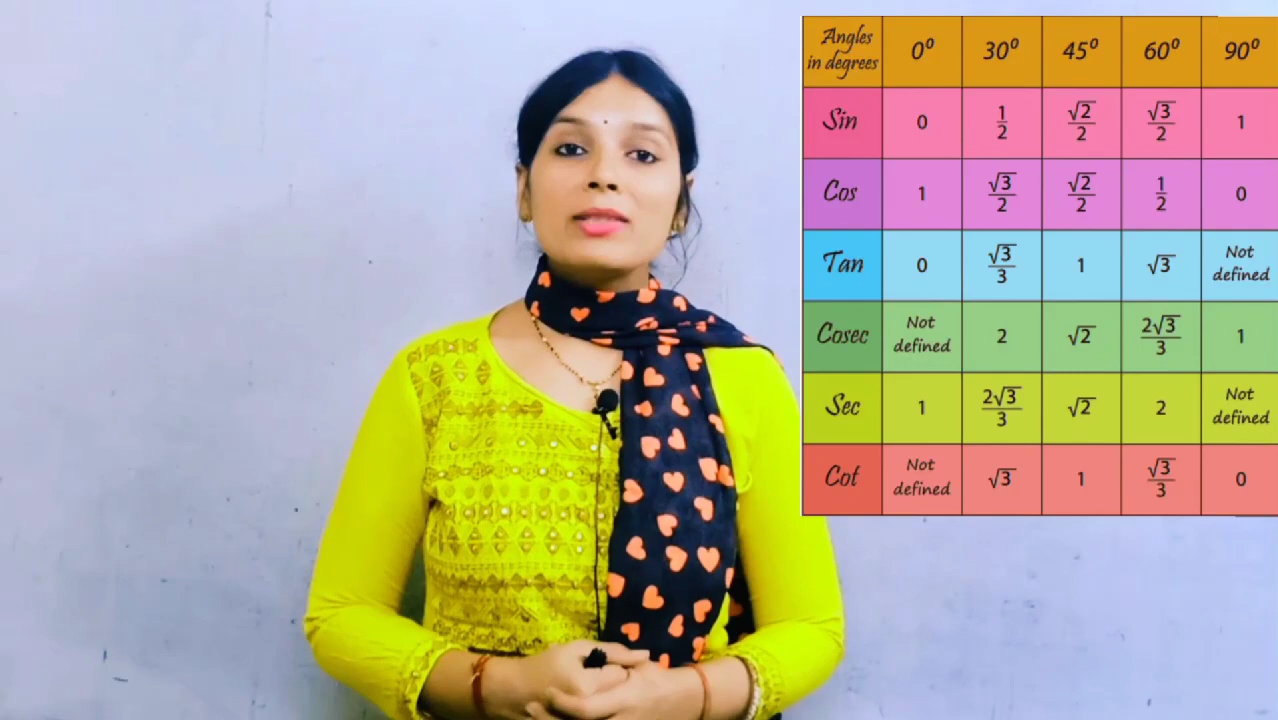 Angles in degrees 0° 30° 45° 60° 90°
Sin 0 1/2 √2/2 √3/2 1
Cos 1 √3/2 √2/2 1/2 0
Tan 0 √3/3 1 √3 Not defined
Cosec Not defined 2 √2 2√3/3 1
Sec 1 2√3/3 √2 2 Not defined
Cot Not defined √3 1 √3/3 0